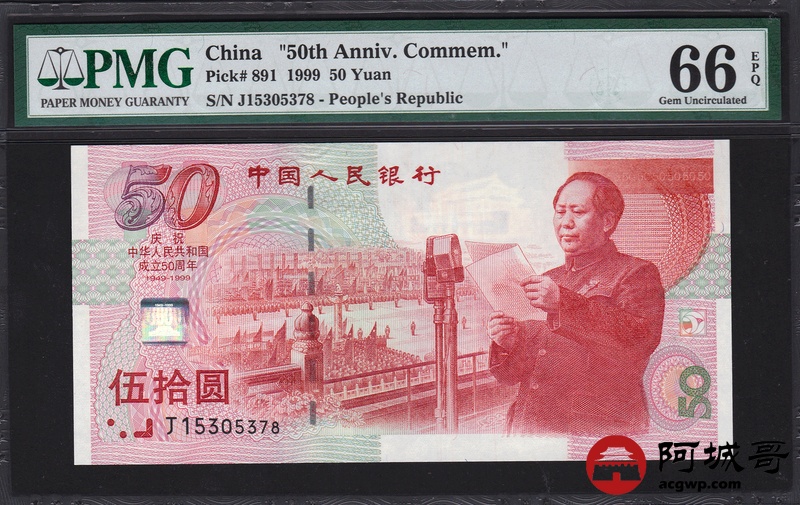 PMG
PAPER MONEY GUARANTY
China "50th Anniv. Commem."
Pick# 891 1999 50 Yuan
S/N J15305378 - People's Republic
66 EPQ
Gem Uncirculated
50
中国人民银行
庆祝
中华人民共和国
成立50周年
1949-1999
伍拾圆
J15305378
50
阿城哥
acgwp.com